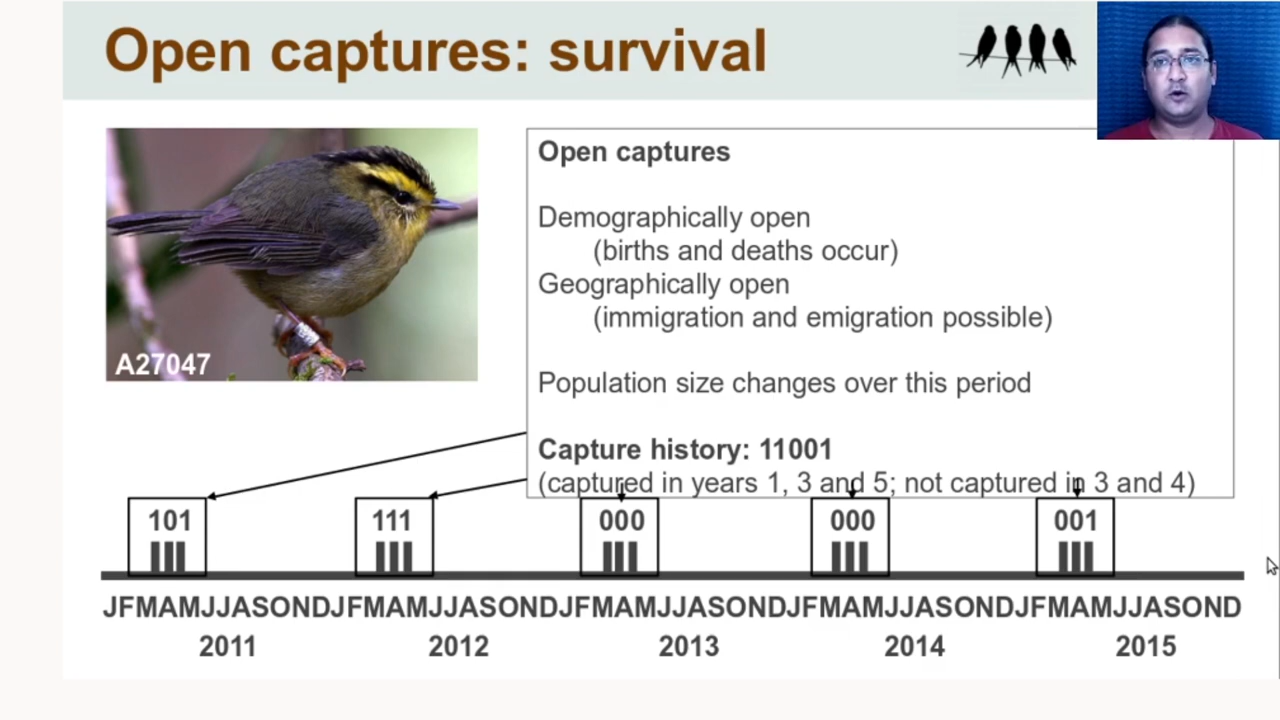 Open captures: survival
A27047
Open captures
Demographically open
(births and deaths occur)
Geographically open
(immigration and emigration possible)
Population size changes over this period
Capture history: 11001
(captured in years 1, 3 and 5; not captured in 3 and 4)
101 111 000 000 001
JFMAMJJASONDJFMAMJJASONDJFMAMJJASONDJFMAMJJASONDJFMAMJJASOND
2011 2012 2013 2014 2015